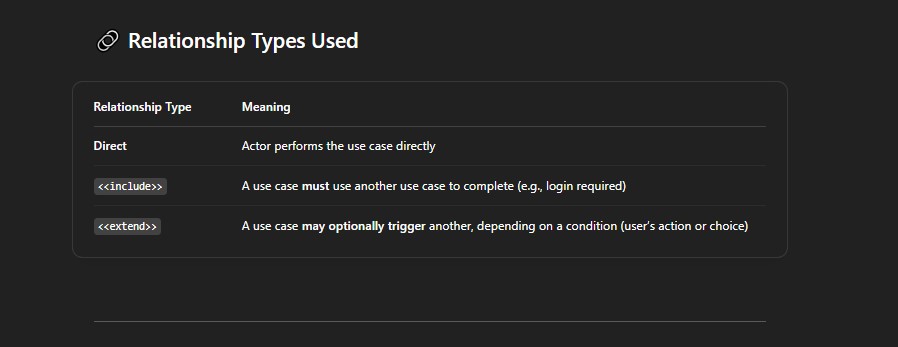 🔗 Relationship Types Used
Relationship Type Meaning
Direct Actor performs the use case directly
<<include>> A use case must use another use case to complete (e.g., login required)
<<extend>> A use case may optionally trigger another, depending on a condition (user's action or choice)